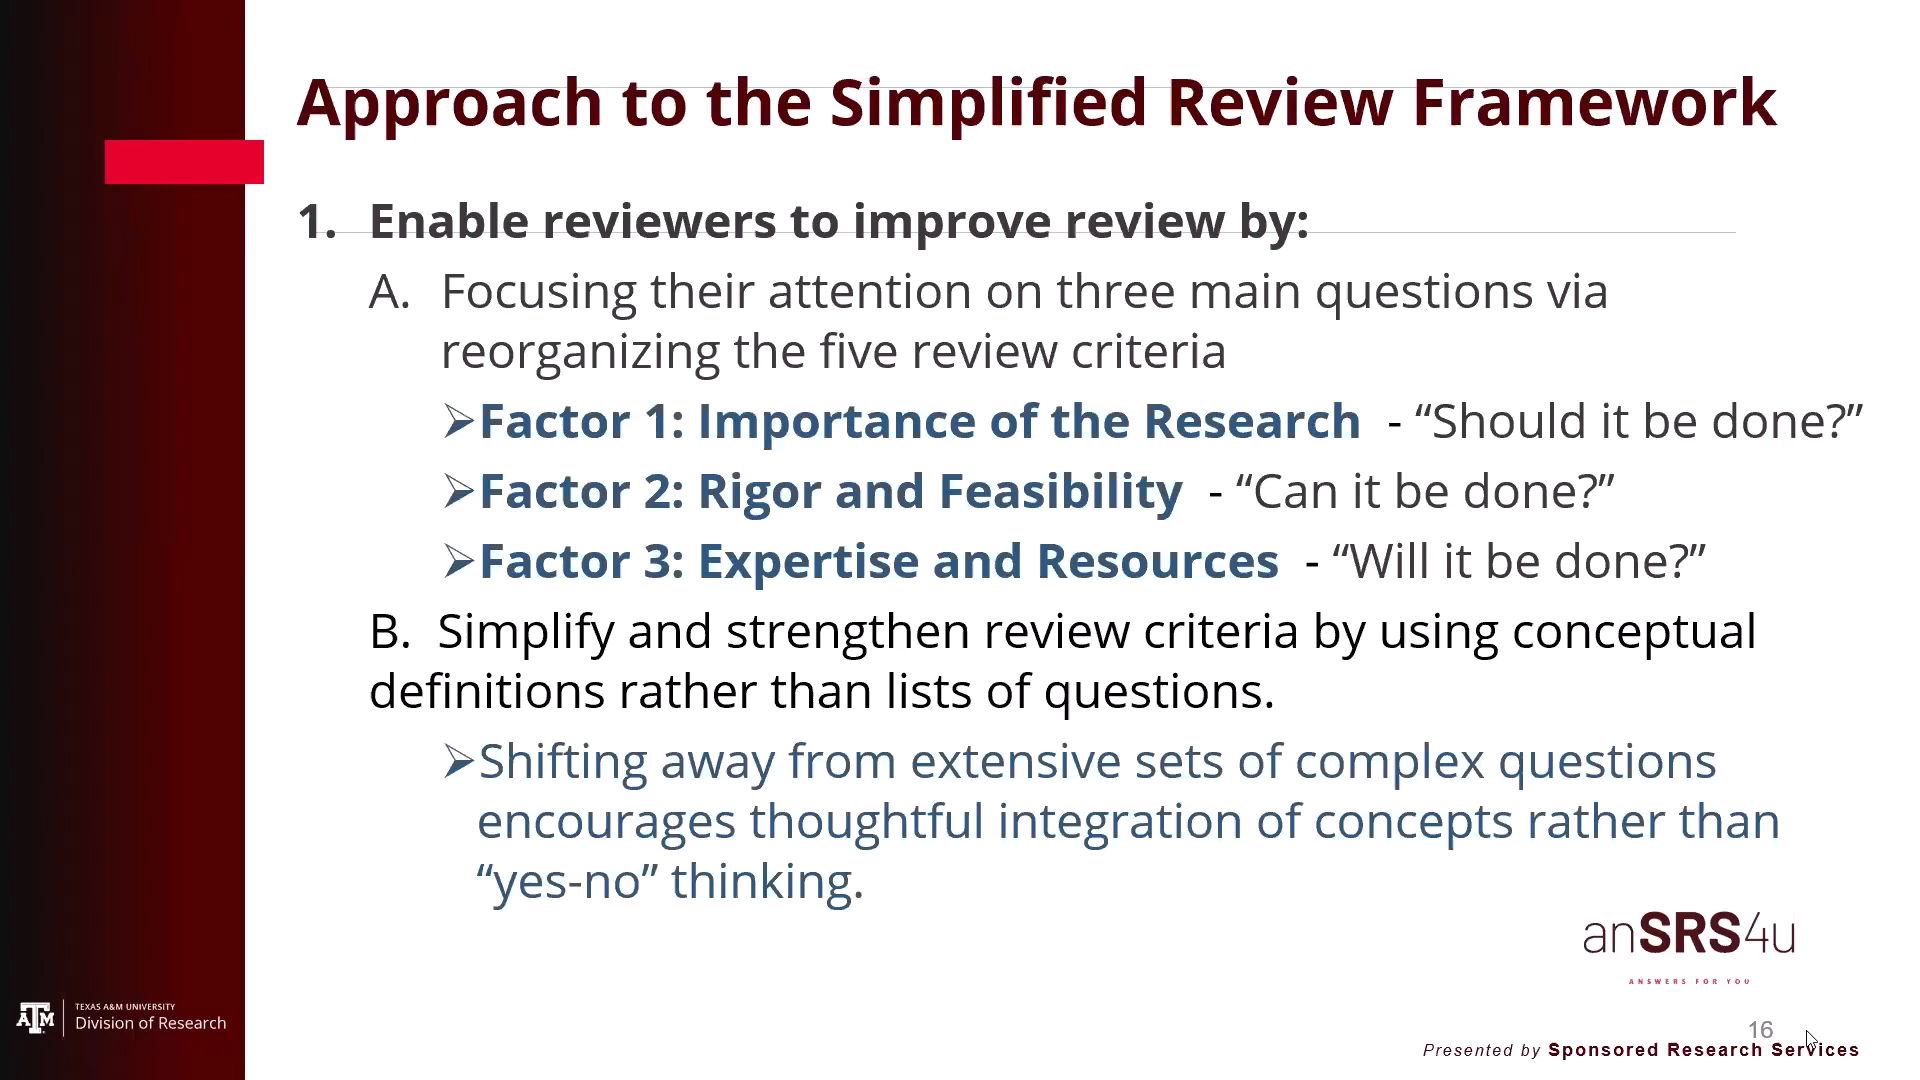 Approach to the Simplified Review Framework
1. Enable reviewers to improve review by:
A. Focusing their attention on three main questions via
reorganizing the five review criteria
➢Factor 1: Importance of the Research - “Should it be done?”
➢Factor 2: Rigor and Feasibility - “Can it be done?”
➢Factor 3: Expertise and Resources - “Will it be done?”
B. Simplify and strengthen review criteria by using conceptual
definitions rather than lists of questions.
➢Shifting away from extensive sets of complex questions
encourages thoughtful integration of concepts rather than
“yes-no” thinking.
anSRS4u
ANSWERS FOR YOU
ATM
TEXAS A&M UNIVERSITY
Division of Research
16
Presented by Sponsored Research Services